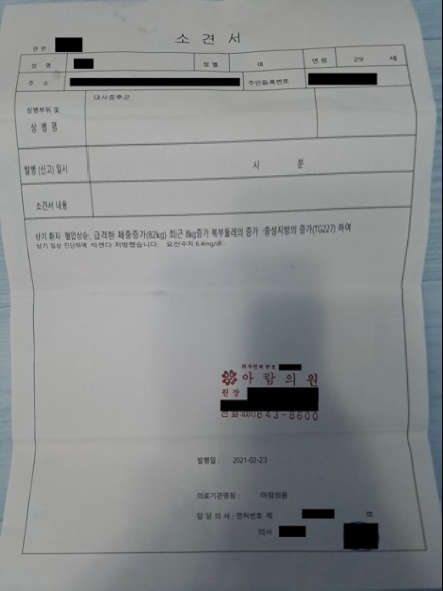 소견서
연번:
성명 성별 여 연령 29 세
주소 주민등록번호
상병부위 및
상병명
대사증후군
발병(신고)일시 시 분
소견서 내용
상기 환자 혈압상승, 급격한 체중증가(82kg) 최근 8kg증가 복부둘레의 증가 중성지방의 증가(TG227) 하여
상기 임상 진단하에 삭센다 처방했습니다. 요산수치 6.4mg/dl.
아람의원
원장
643-8600
발행일 : 2021-02-23
의료기관명칭 : 아람의원
담당의사 : 면허번호 제 호
의사